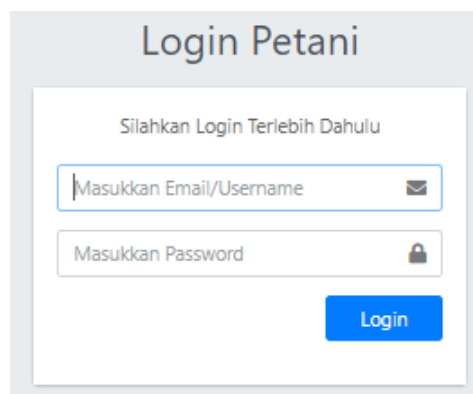 Login Petani
Silahkan Login Terlebih Dahulu
Masukkan Email/Username
Masukkan Password
Login